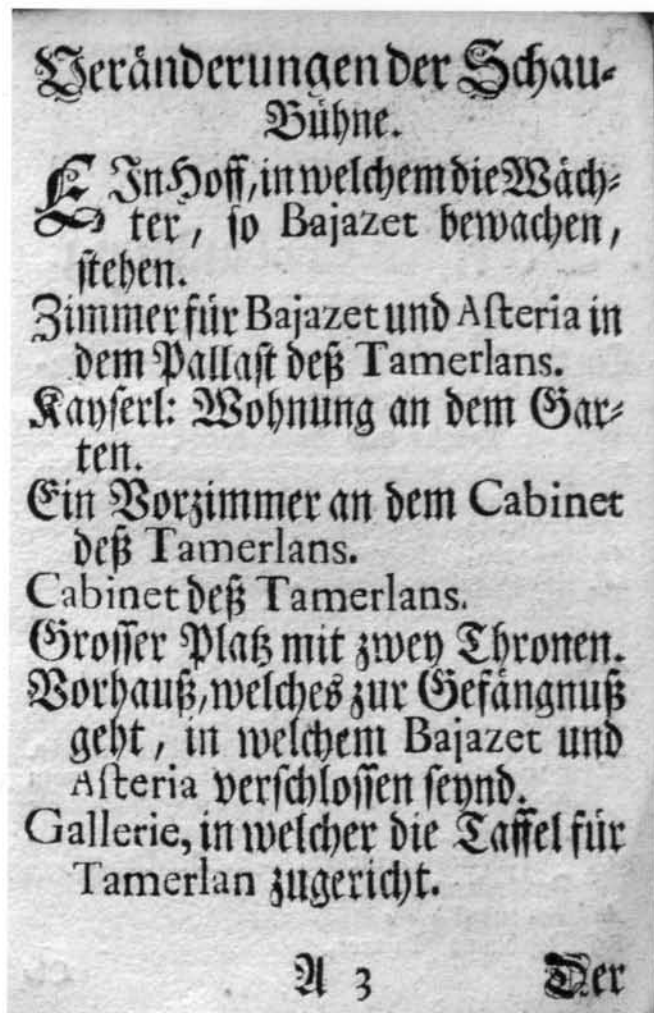 Veränderungen der Schau-
Bühne.
EIn Hoff, in welchem die Wäch-
ter, so Bajazet bewachen,
stehen.
Zimmer für Bajazet und Asteria in
dem Pallast deß Tamerlans.
Kayserl: Wohnung an dem Gar-
ten.
Ein Vorzimmer an dem Cabinet
deß Tamerlans.
Cabinet deß Tamerlans.
Grosser Platz mit zwey Thronen.
Vorhauß, welches zur Gefängnuß
geht, in welchem Bajazet und
Asteria verschlossen seynd.
Gallerie, in welcher die Taffel für
Tamerlan zugericht.
A 3 Der